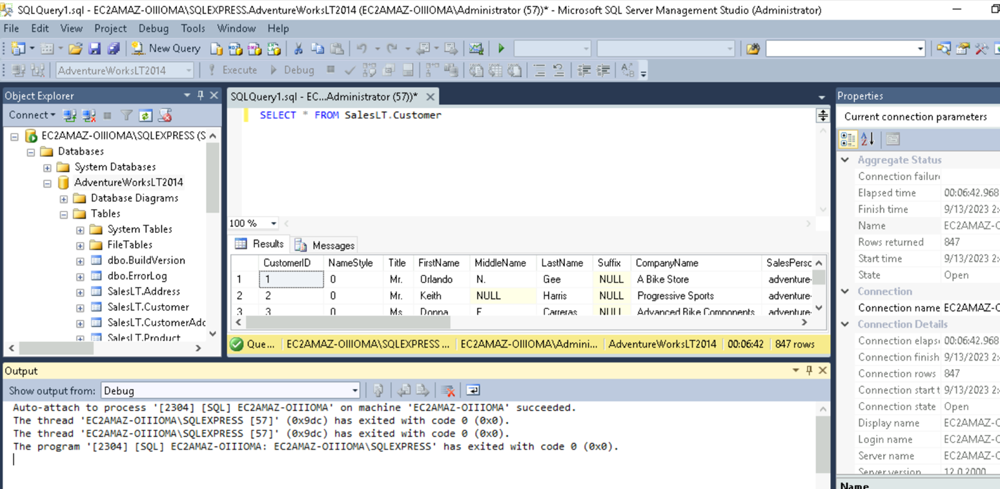 SQLQuery1.sql - EC2AMAZ-OIIIOMA\SQLEXPRESS.AdventureWorksLT2014 (EC2AMAZ-OIIIOMA\Administrator (57))* - Microsoft SQL Server Management Studio (Administrator)
File Edit View Project Debug Tools Window Help
New Query
AdventureWorksLT2014 Execute Debug
Object Explorer
Connect
EC2AMAZ-OIIIOMA\SQLEXPRESS (S
Databases
System Databases
AdventureWorksLT2014
Database Diagrams
Tables
System Tables
FileTables
dbo.BuildVersion
dbo.ErrorLog
SalesLT.Address
SalesLT.Customer
SalesLT.CustomerAdd
SalesLT.Product
SQLQuery1.sql - EC...Administrator (57))*
SELECT * FROM SalesLT.Customer
100 %
Results Messages
CustomerID NameStyle Title FirstName MiddleName LastName Suffix CompanyName SalesPersc
1 1 0 Mr. Orlando N. Gee NULL A Bike Store adventure-
2 2 0 Mr. Keith NULL Harris NULL Progressive Sports adventure-
3 3 0 Ms. Donna F. Carreras NULL Advanced Bike Components adventure-
Que... EC2AMAZ-OIIIOMA\SQLEXPRESS ... EC2AMAZ-OIIIOMA\Admini... AdventureWorksLT2014 00:06:42 847 rows
Output
Show output from: Debug
Auto-attach to process '[2304] [SQL] EC2AMAZ-OIIIOMA' on machine 'EC2AMAZ-OIIIOMA' succeeded.
The thread 'EC2AMAZ-OIIIOMA\SQLEXPRESS [57]' (0x9dc) has exited with code 0 (0x0).
The thread 'EC2AMAZ-OIIIOMA\SQLEXPRESS [57]' (0x9dc) has exited with code 0 (0x0).
The program '[2304] [SQL] EC2AMAZ-OIIIOMA: EC2AMAZ-OIIIOMA\SQLEXPRESS' has exited with code 0 (0x0).
Properties
Current connection parameters
Aggregate Status
Connection failure
Elapsed time 00:06:42.968
Finish time 9/13/2023 2:
Name EC2AMAZ-O
Rows returned 847
Start time 9/13/2023 2:
State Open
Connection
Connection name EC2AMAZ-O
Connection Details
Connection elaps 00:06:42.968
Connection finish 9/13/2023 2:
Connection rows 847
Connection start t 9/13/2023 2:
Connection state Open
Display name EC2AMAZ-O
Login name EC2AMAZ-O
Server name EC2AMAZ-O
Server version 12.0.2000
Name